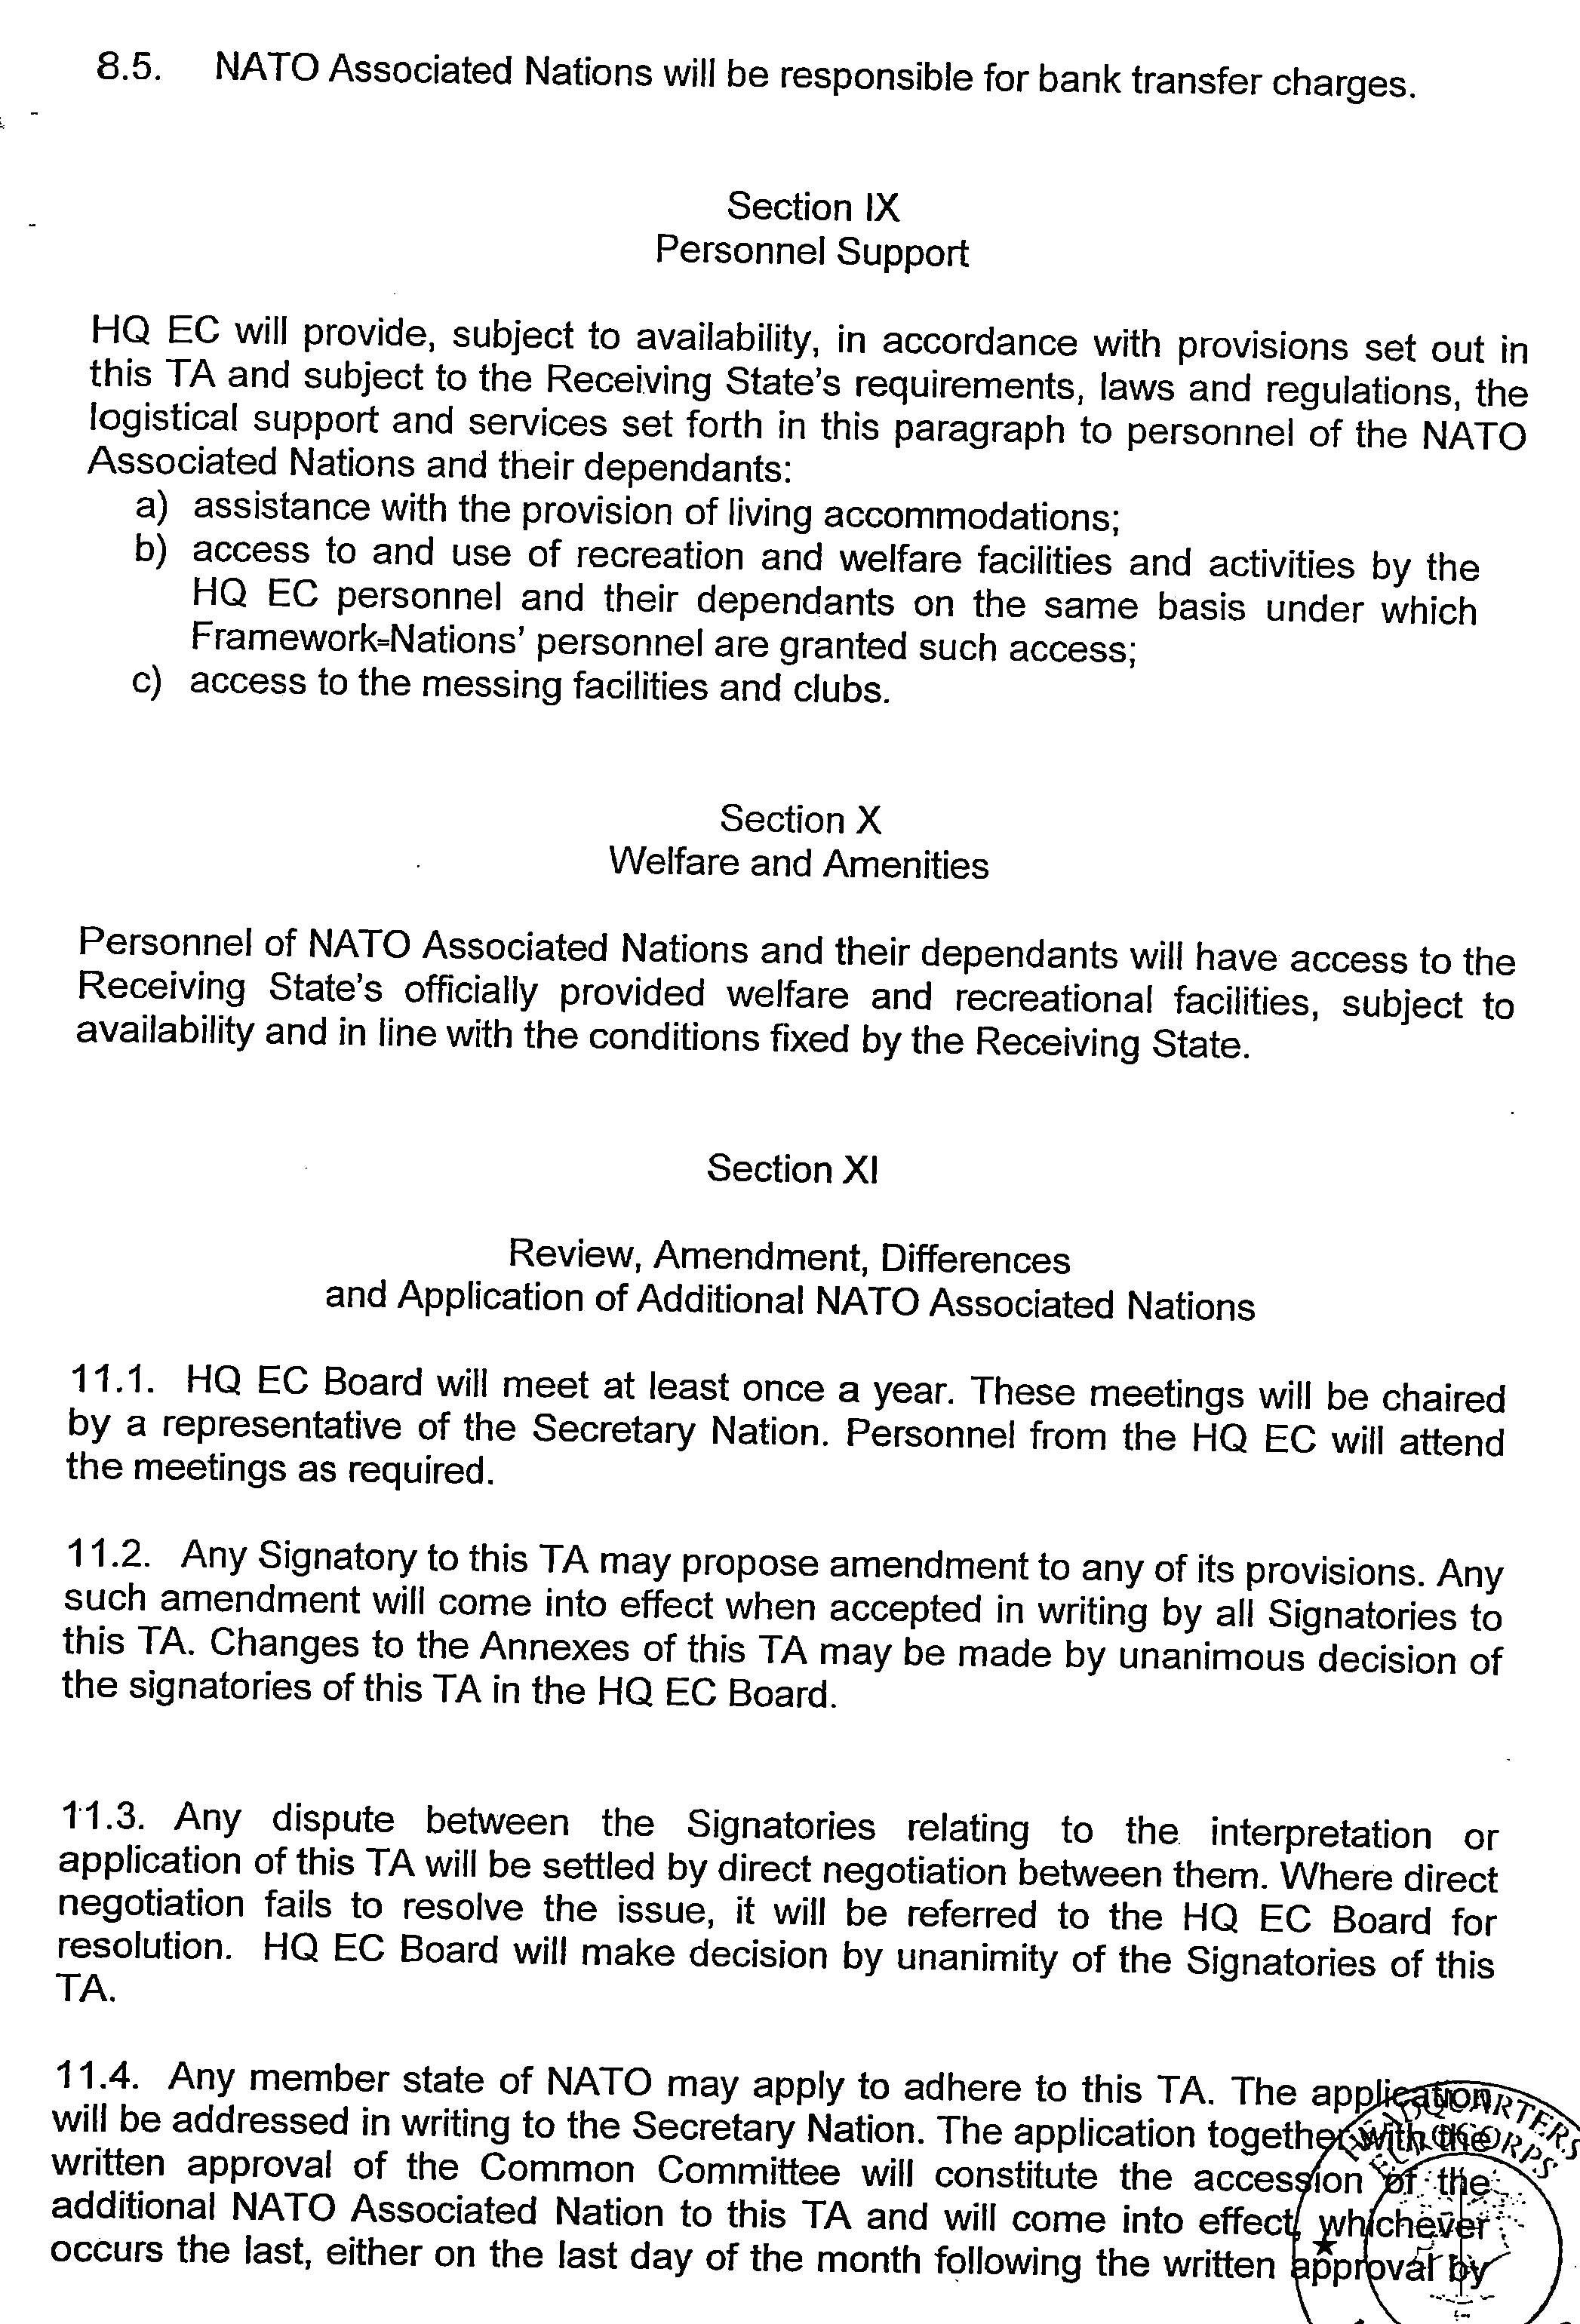 8.5. NATO Associated Nations will be responsible for bank transfer charges.
Section IX
Personnel Support
HQ EC will provide, subject to availability, in accordance with provisions set out in
this TA and subject to the Receiving State's requirements, laws and regulations, the
logistical support and services set forth in this paragraph to personnel of the NATO
Associated Nations and their dependants:
a) assistance with the provision of living accommodations;
b) access to and use of recreation and welfare facilities and activities by the
HQ EC personnel and their dependants on the same basis under which
Framework-Nations' personnel are granted such access;
c) access to the messing facilities and clubs.
Section X
Welfare and Amenities
Personnel of NATO Associated Nations and their dependants will have access to the
Receiving State's officially provided welfare and recreational facilities, subject to
availability and in line with the conditions fixed by the Receiving State.
Section XI
Review, Amendment, Differences
and Application of Additional NATO Associated Nations
11.1. HQ EC Board will meet at least once a year. These meetings will be chaired
by a representative of the Secretary Nation. Personnel from the HQ EC will attend
the meetings as required.
11.2. Any Signatory to this TA may propose amendment to any of its provisions. Any
such amendment will come into effect when accepted in writing by all Signatories to
this TA. Changes to the Annexes of this TA may be made by unanimous decision of
the signatories of this TA in the HQ EC Board.
11.3. Any dispute between the Signatories relating to the interpretation or
application of this TA will be settled by direct negotiation between them. Where direct
negotiation fails to resolve the issue, it will be referred to the HQ EC Board for
resolution. HQ EC Board will make decision by unanimity of the Signatories of this
TA.
11.4. Any member state of NATO may apply to adhere to this TA. The application
will be addressed in writing to the Secretary Nation. The application together with the
written approval of the Common Committee will constitute the accession of the
additional NATO Associated Nation to this TA and will come into effect, whichever
occurs the last, either on the last day of the month following the written approval by
HEADQUARTERS
EUROCORPS